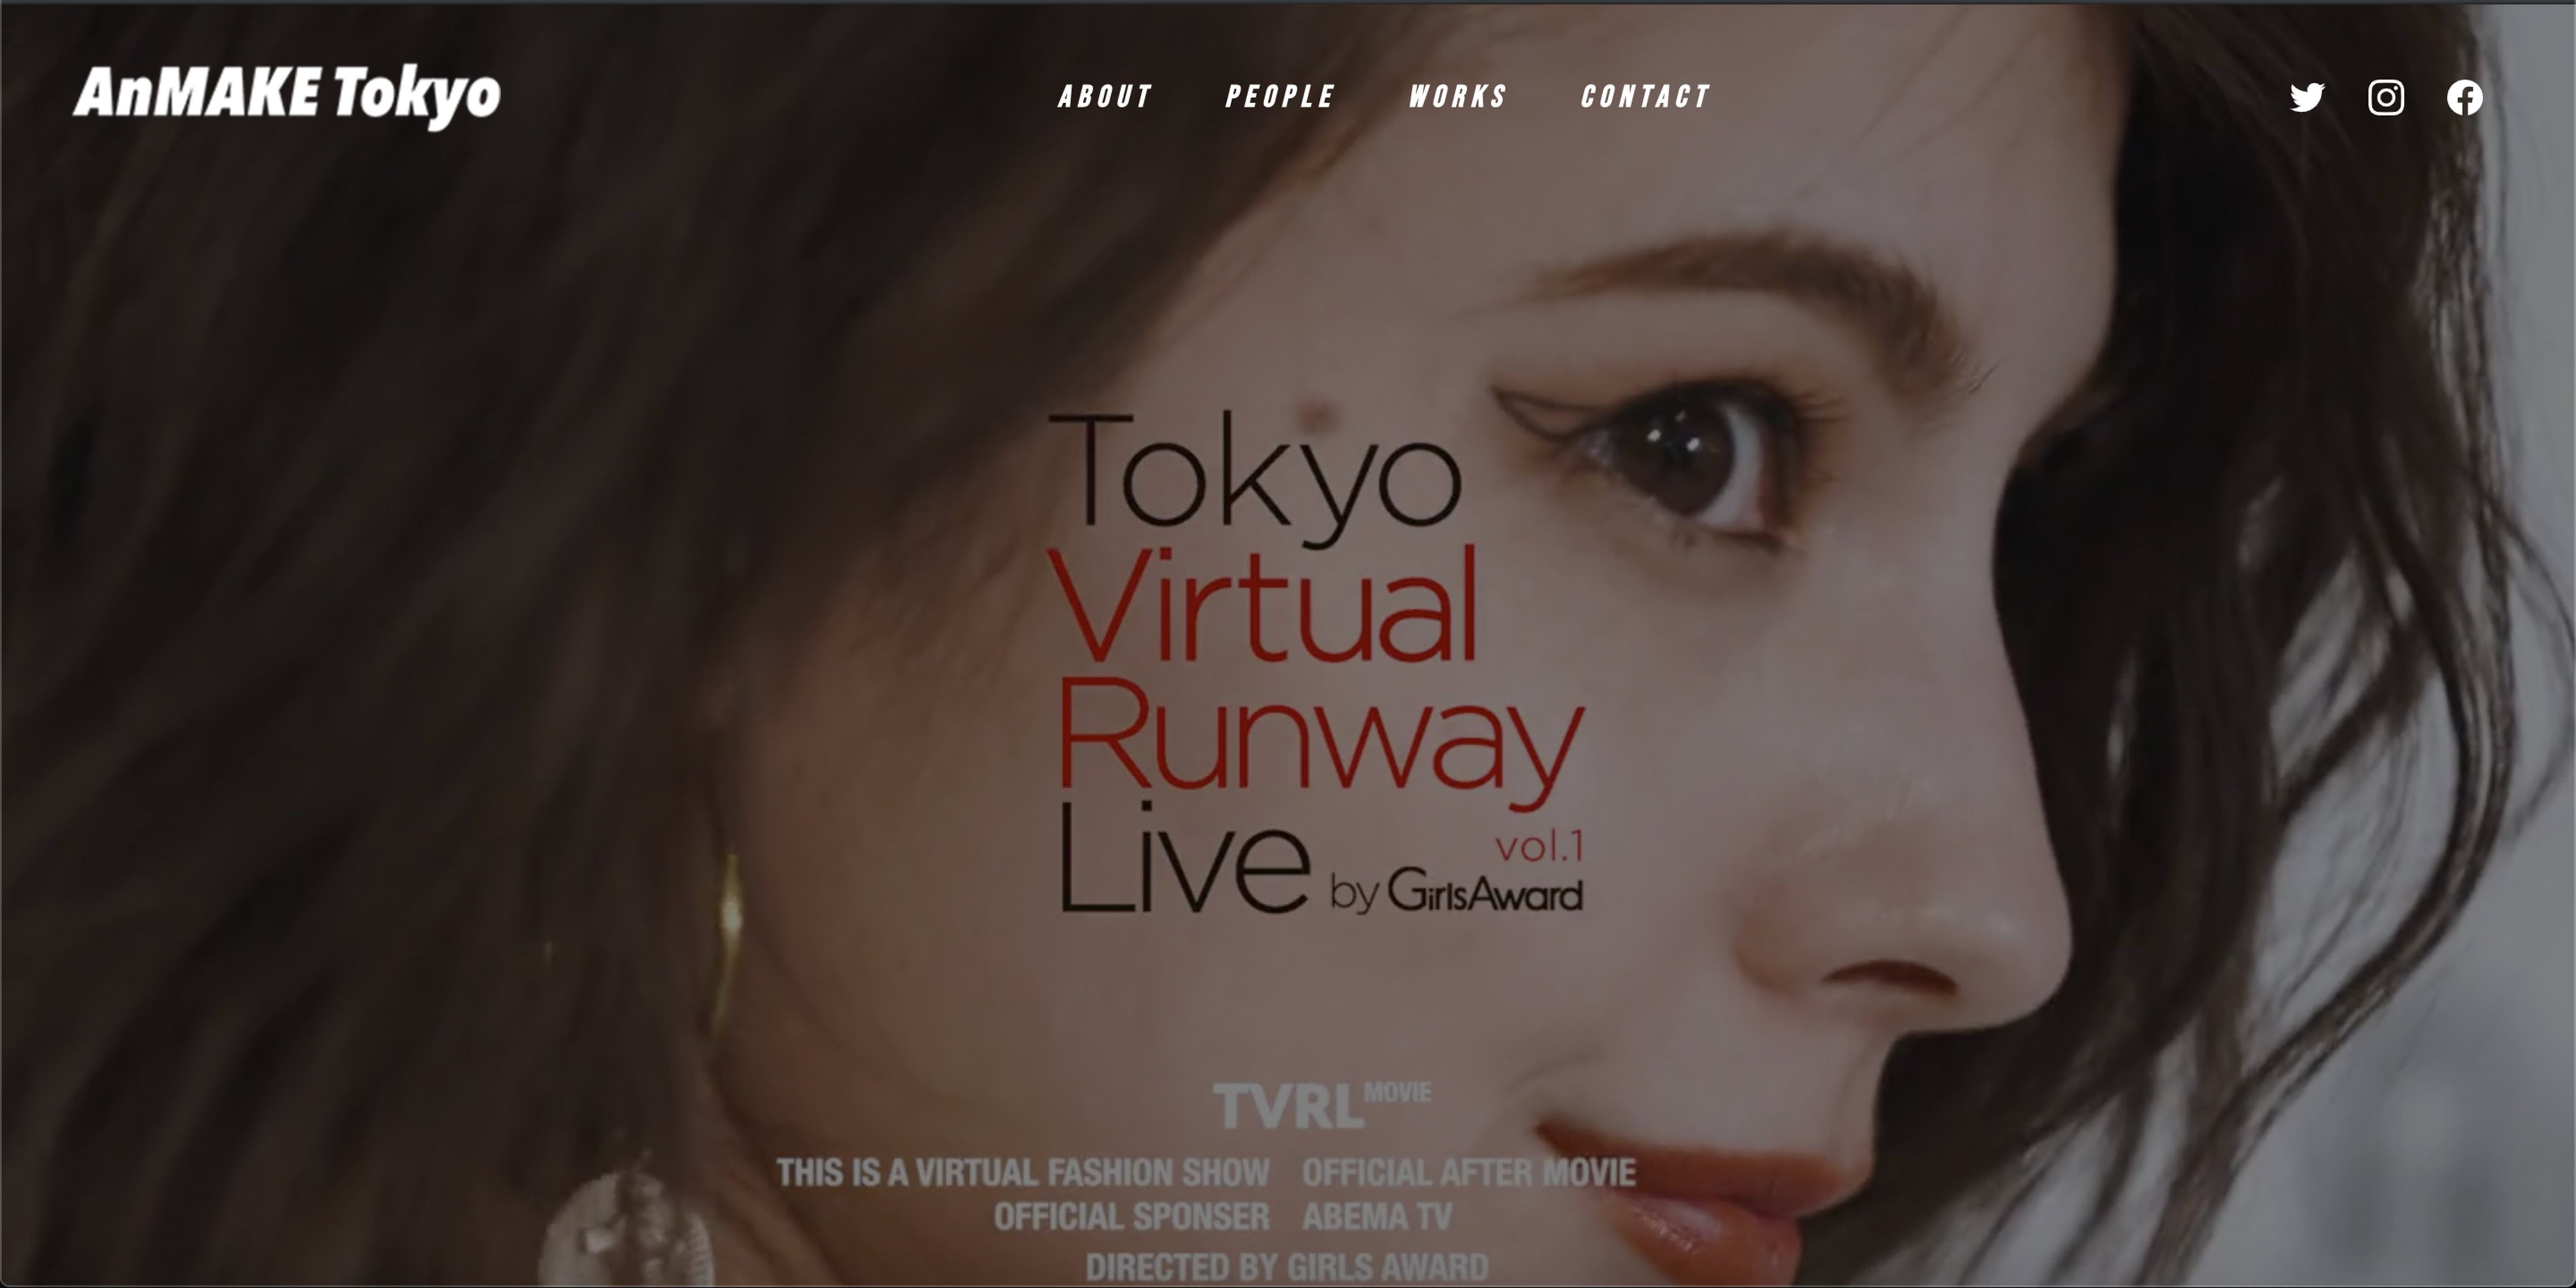 AnMAKE Tokyo
ABOUT PEOPLE WORKS CONTACT
Tokyo
Virtual
Runway
vol.1
Live by GirlsAward
TVRL MOVIE
THIS IS A VIRTUAL FASHION SHOW OFFICIAL AFTER MOVIE
OFFICIAL SPONSER ABEMA TV
DIRECTED BY GIRLS AWARD